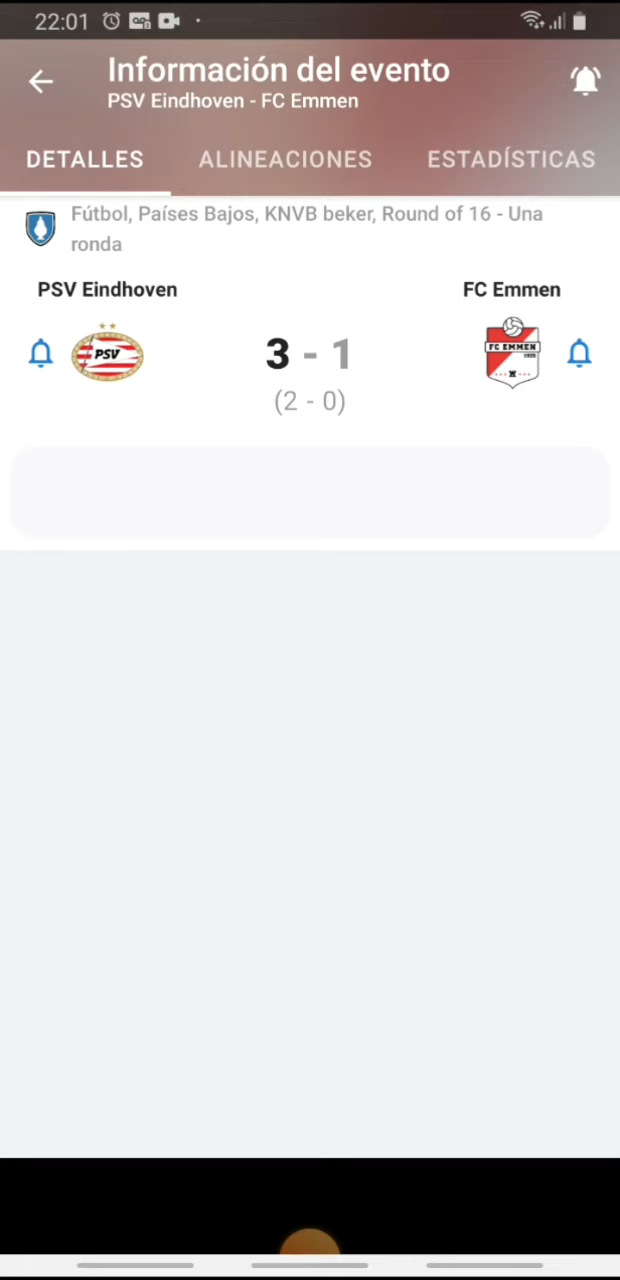 22:01
Información del evento
PSV Eindhoven - FC Emmen
DETALLES
ALINEACIONES
ESTADÍSTICAS
Fútbol, Países Bajos, KNVB beker, Round of 16 - Una
ronda
PSV Eindhoven
FC Emmen
PSV
3 - 1
FC EMMEN
1925
(2 - 0)